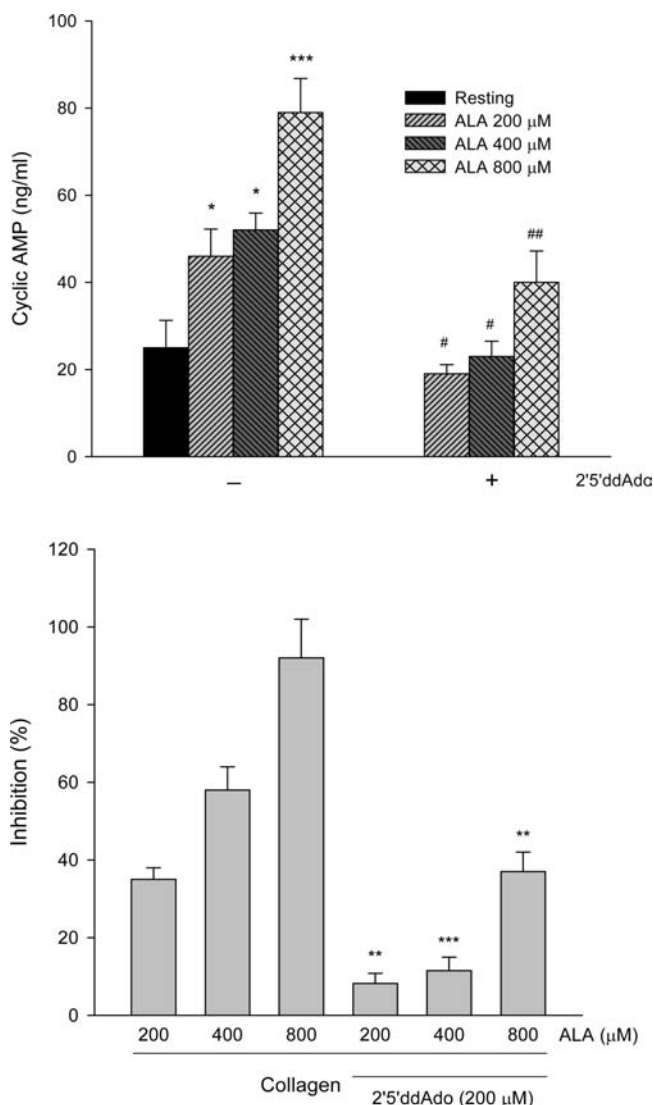 100
80
60
40
20
0
Cyclic AMP (ng/ml)
Resting
ALA 200 μM
ALA 400 μM
ALA 800 μM
*
*
***
#
#
##
–
+
2'5'ddAdo
120
100
80
60
40
20
0
Inhibition (%)
**
***
**
200 400 800 200 400 800 ALA (μM)
Collagen
2'5'ddAdo (200 μM)